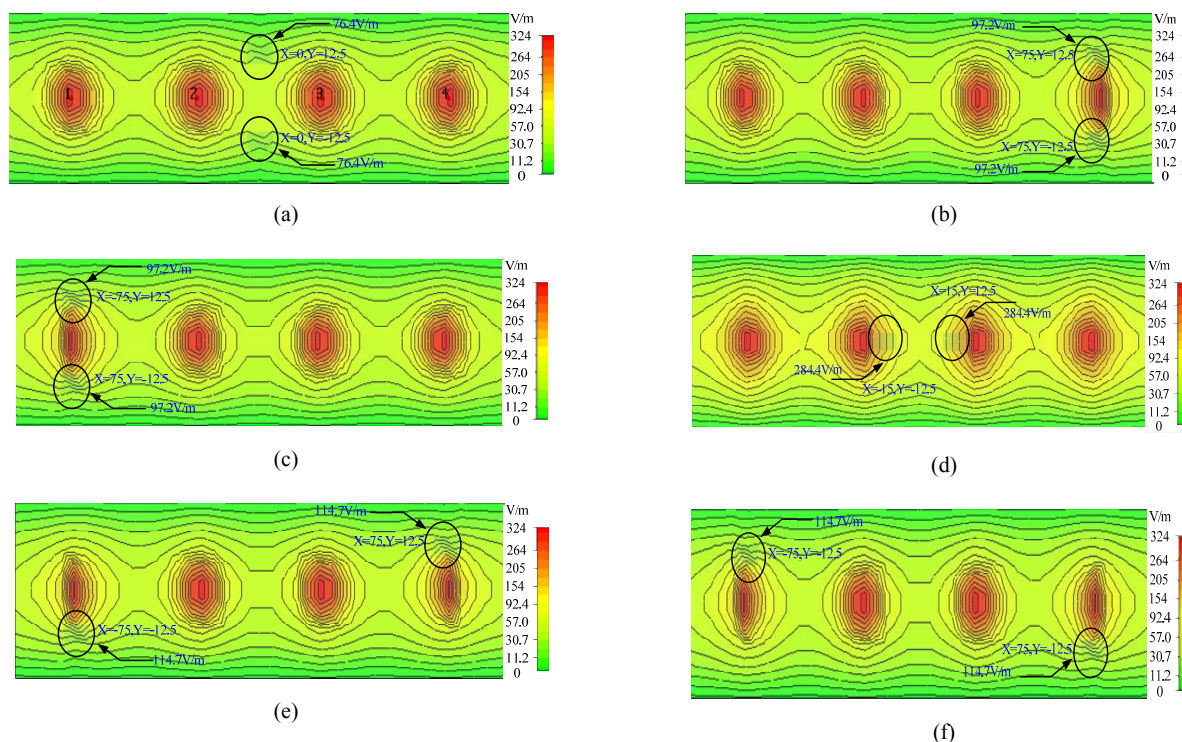 76.4V/m
V/m
324
264
205
154
92.4
57.0
30.7
11.2
0
X=0,Y=12.5
1 2 3 4
X=0,Y=-12.5
76.4V/m
(a)
97.2V/m
V/m
324
264
205
154
92.4
57.0
30.7
11.2
0
X=75,Y=12.5
X=75,Y=-12.5
97.2V/m
(b)
97.2V/m
V/m
324
264
205
154
92.4
57.0
30.7
11.2
0
X=-75,Y=12.5
X=75,Y=-12.5
97.2V/m
(c)
V/m
324
264
205
154
92.4
57.0
30.7
11.2
0
X=15,Y=12.5
284.4V/m
284.4V/m
X=-15,Y=-12.5
(d)
114.7V/m
V/m
324
264
205
154
92.4
57.0
30.7
11.2
0
X=75,Y=12.5
X=-75,Y=-12.5
114.7V/m
(e)
114.7V/m
V/m
324
264
205
154
92.4
57.0
30.7
11.2
0
X=-75,Y=-12.5
X=75,Y=-12.5
114.7V/m
(f)